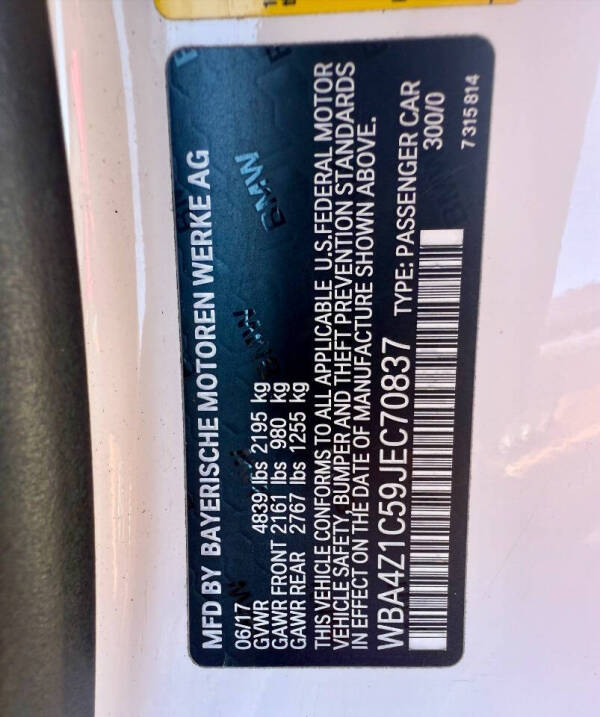 MFD BY BAYERISCHE MOTOREN WERKE AG
06/17
GVWR 4839 lbs 2195 kg
GAWR FRONT 2161 lbs 980 kg
GAWR REAR 2767 lbs 1255 kg
THIS VEHICLE CONFORMS TO ALL APPLICABLE U.S.FEDERAL MOTOR
VEHICLE SAFETY, BUMPER AND THEFT PREVENTION STANDARDS
IN EFFECT ON THE DATE OF MANUFACTURE SHOWN ABOVE.
WBA4Z1C59JEC70837 TYPE: PASSENGER CAR
300/0
7 315 814
BMW
BMW